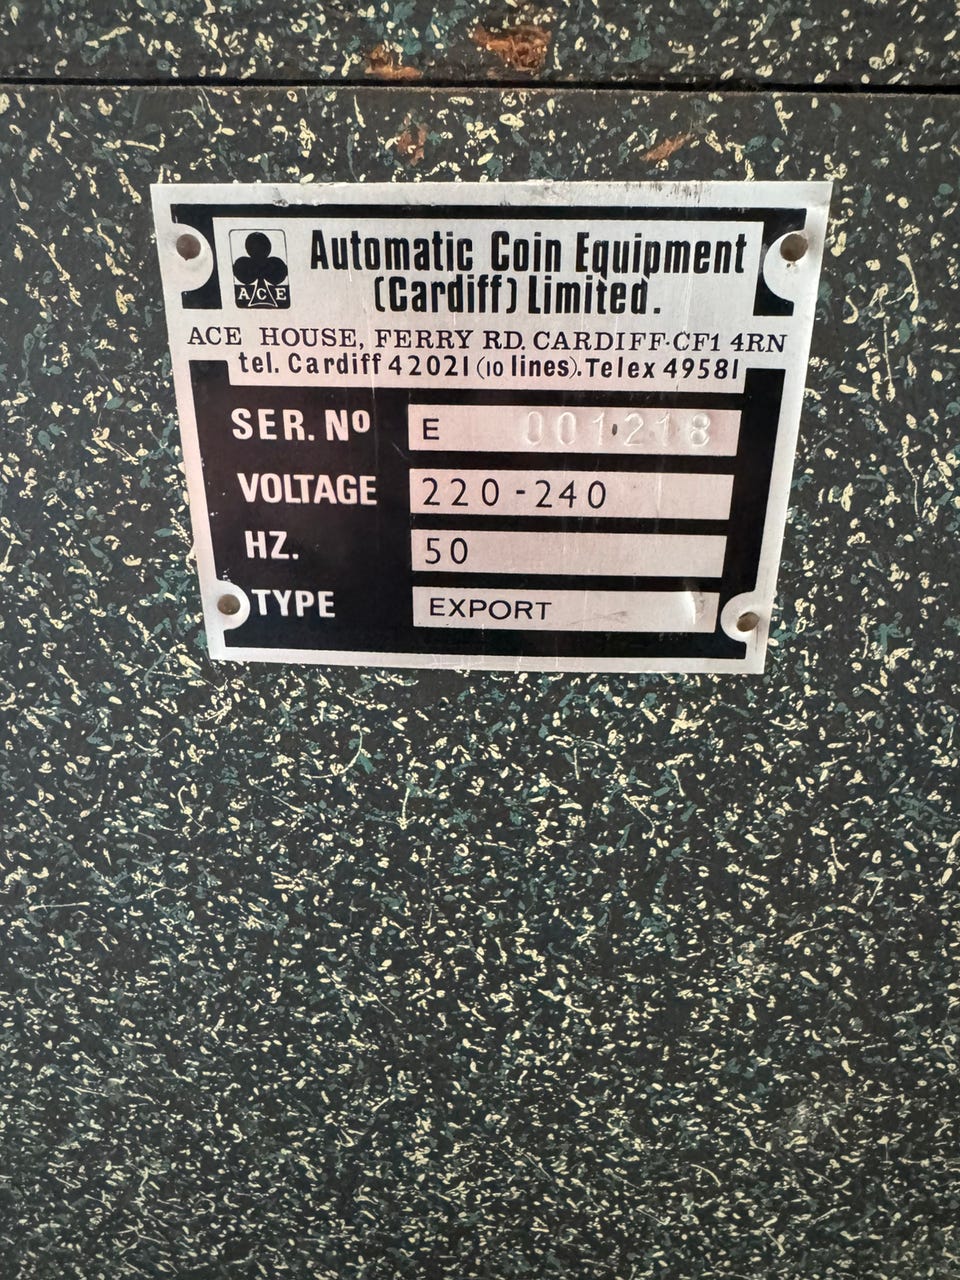 ACE
Automatic Coin Equipment
(Cardiff) Limited.
ACE HOUSE, FERRY RD. CARDIFF·CF1 4RN
tel. Cardiff 42021 (10 lines). Telex 49581
SER. Nº E 001218
VOLTAGE 220-240
HZ. 50
TYPE EXPORT